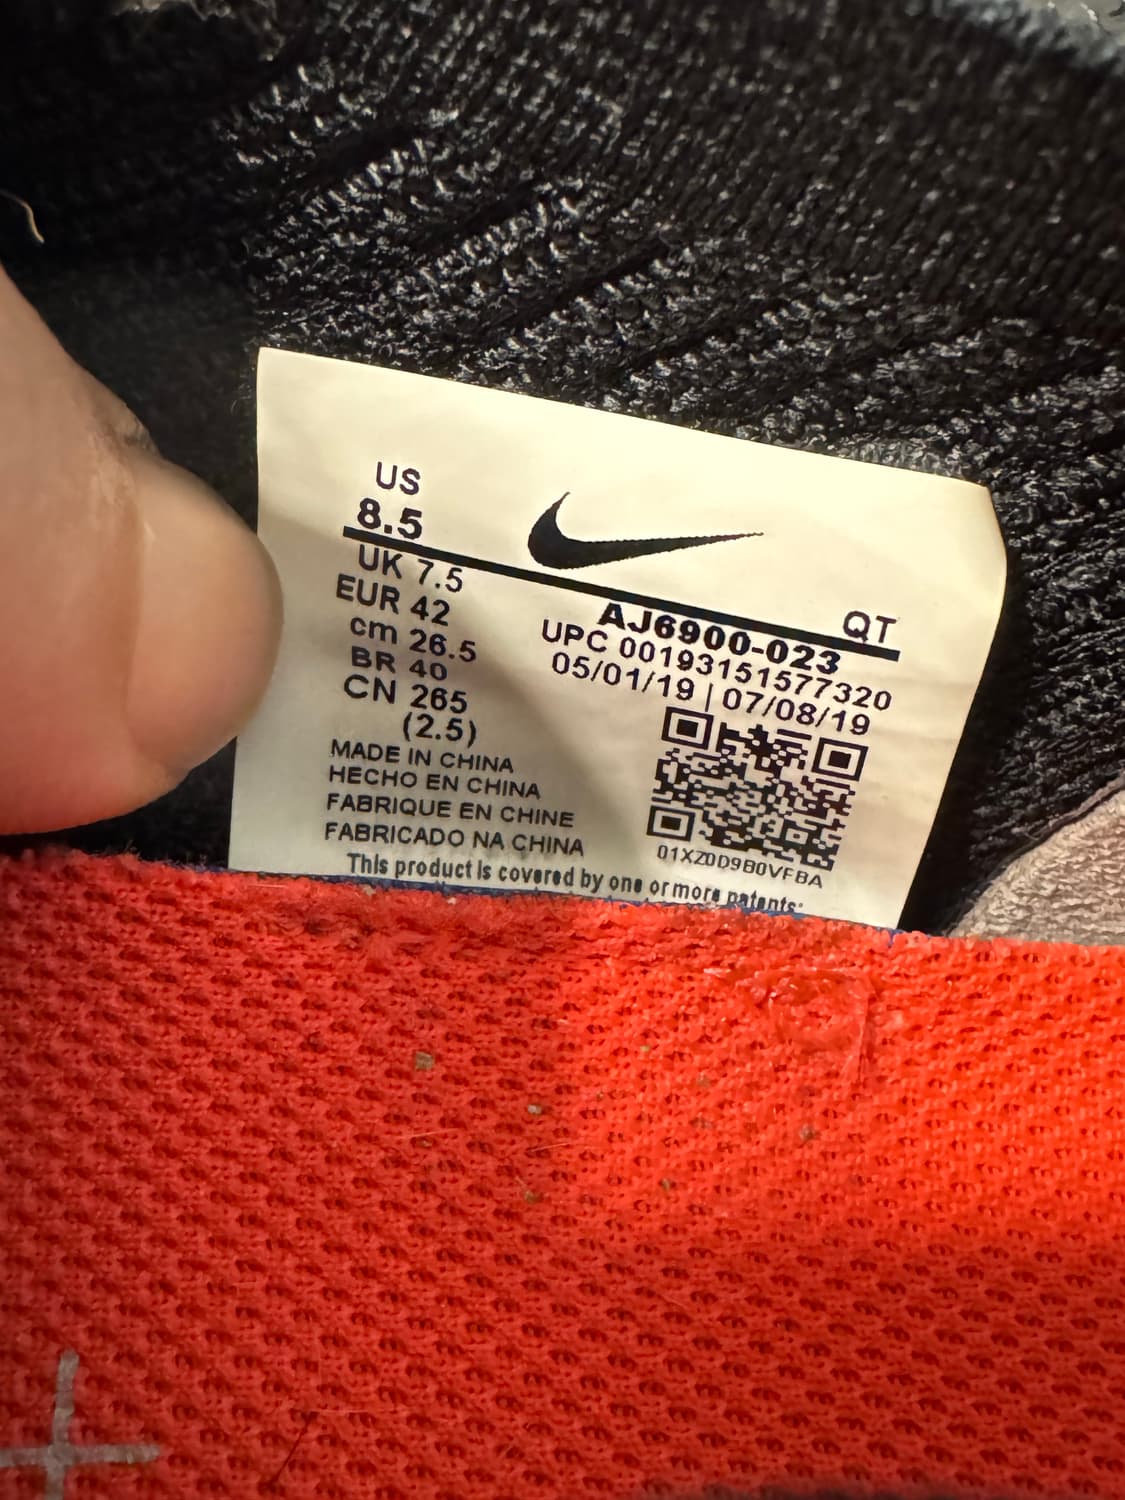 US
8.5
UK 7.5
EUR 42
cm 26.5
BR 40
CN 265
(2.5)
MADE IN CHINA
HECHO EN CHINA
FABRIQUE EN CHINE
FABRICADO NA CHINA
This product is covered by one or more patents:
QT
AJ6900-023
UPC 00193151577320
05/01/19 | 07/08/19
01XZ0D9B0VFBA